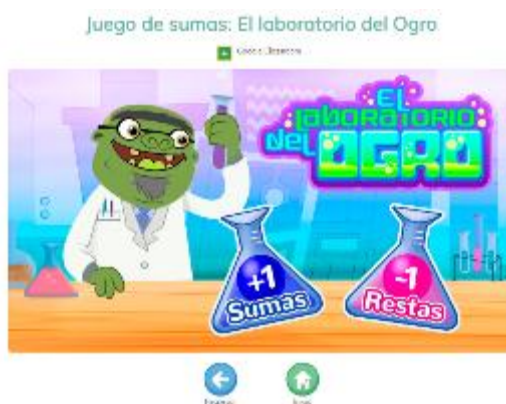 Juego de sumas: El laboratorio del Ogro
EL
LABORATORIO
DEL OGRO
+1
Sumas
-1
Restas